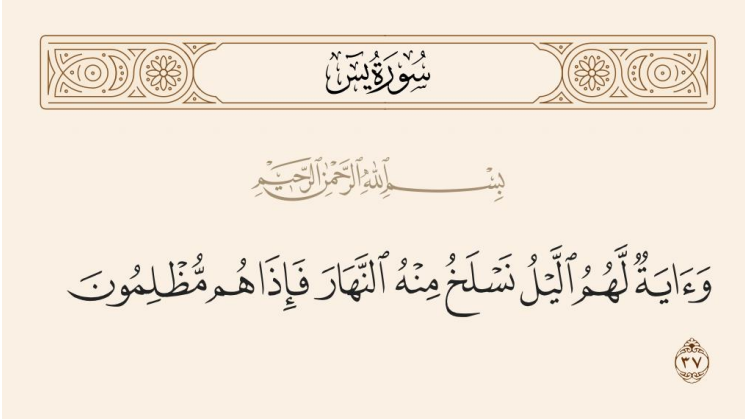 سُورَةُ يسٓ
بِسْمِ ٱللَّهِ ٱلرَّحْمَٰنِ ٱلرَّحِيمِ
وَءَايَةٌ لَّهُمُ ٱلَّيْلُ نَسْلَخُ مِنْهُ ٱلنَّهَارَ فَإِذَا هُم مُّظْلِمُونَ
٣٧